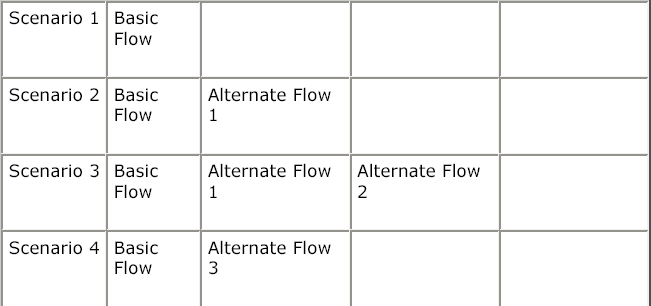 Scenario 1 Basic
Flow
Scenario 2 Basic Alternate Flow
Flow 1
Scenario 3 Basic Alternate Flow Alternate Flow
Flow 1 2
Scenario 4 Basic Alternate Flow
Flow 3